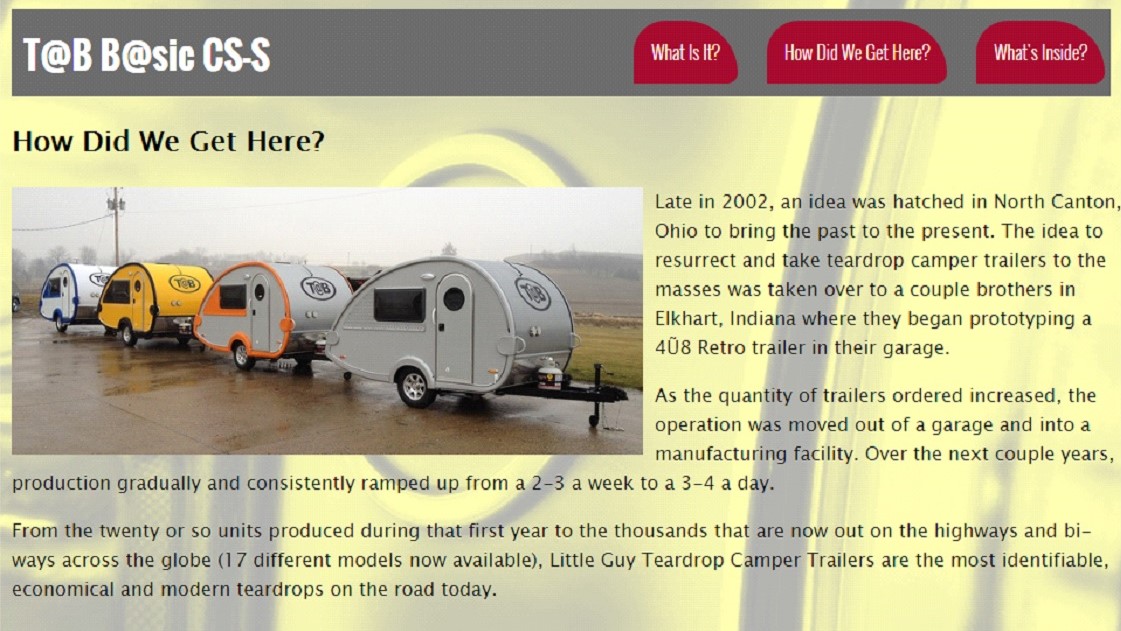 T@B B@sic CS-S
What Is It?
How Did We Get Here?
What's Inside?
How Did We Get Here?
T@B
T@B
T@B
Late in 2002, an idea was hatched in North Canton,
Ohio to bring the past to the present. The idea to
resurrect and take teardrop camper trailers to the
masses was taken over to a couple brothers in
Elkhart, Indiana where they began prototyping a
4Ü8 Retro trailer in their garage.
As the quantity of trailers ordered increased, the
operation was moved out of a garage and into a
manufacturing facility. Over the next couple years,
production gradually and consistently ramped up from a 2-3 a week to a 3-4 a day.
From the twenty or so units produced during that first year to the thousands that are now out on the highways and bi-
ways across the globe (17 different models now available), Little Guy Teardrop Camper Trailers are the most identifiable,
economical and modern teardrops on the road today.